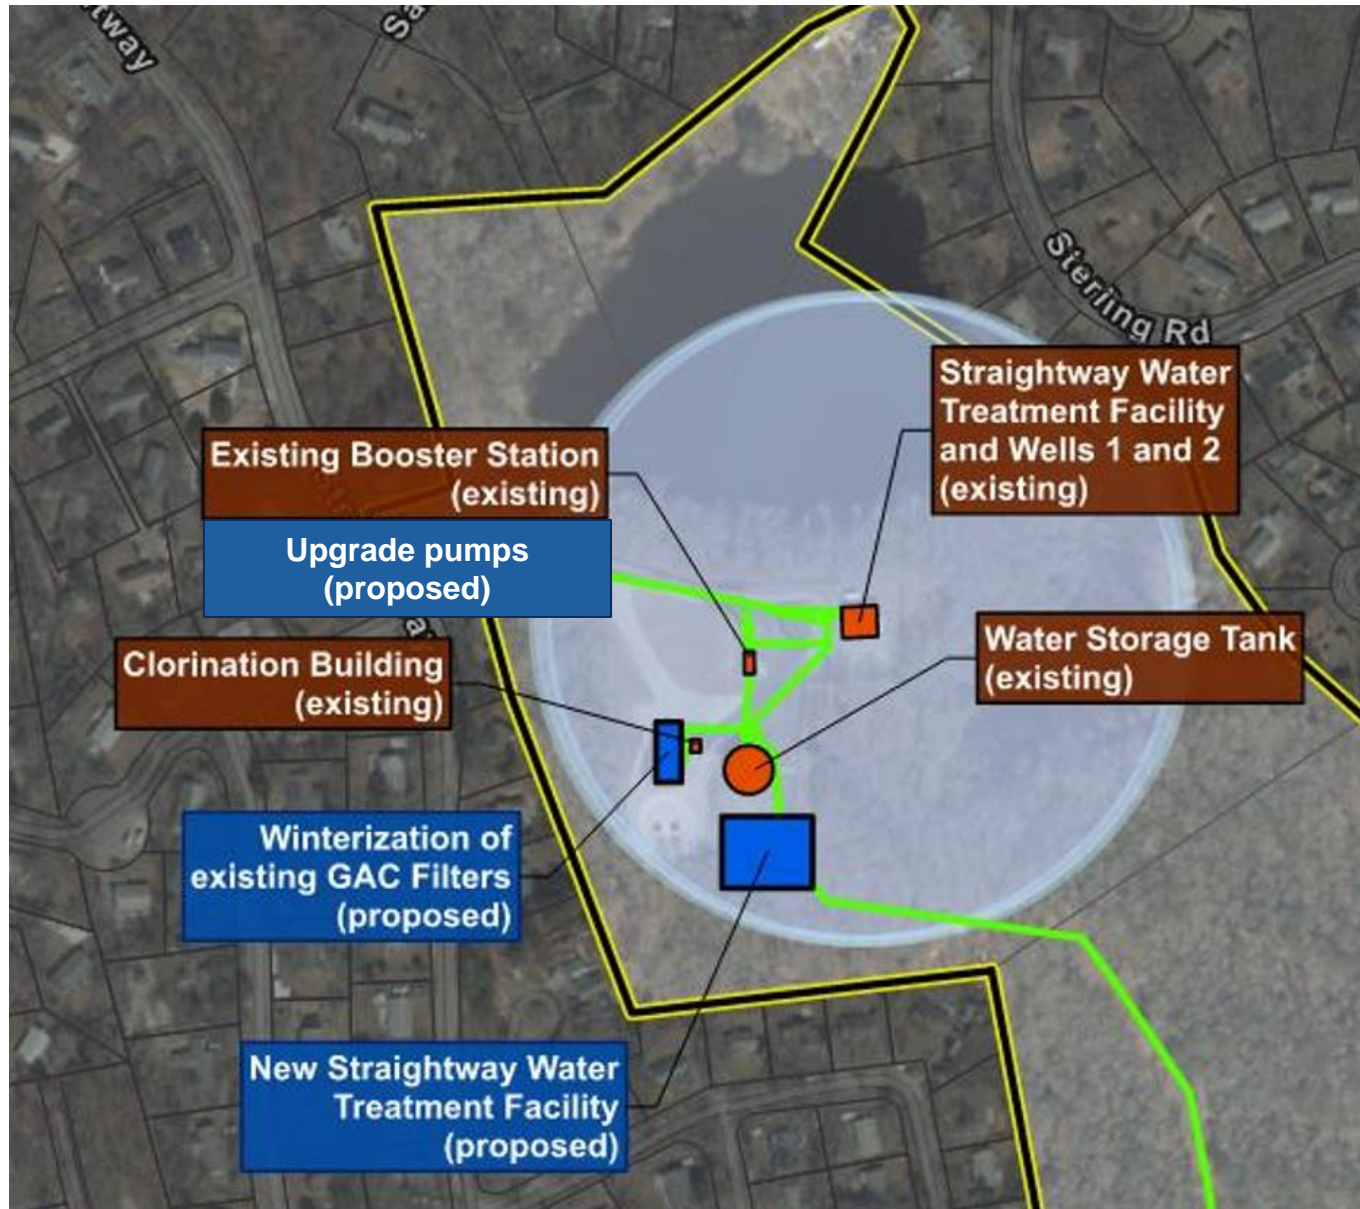 Sterling Rd
Straightway Water
Treatment Facility
and Wells 1 and 2
(existing)
Existing Booster Station
(existing)
Upgrade pumps
(proposed)
Water Storage Tank
(existing)
Clorination Building
(existing)
Winterization of
existing GAC Filters
(proposed)
New Straightway Water
Treatment Facility
(proposed)